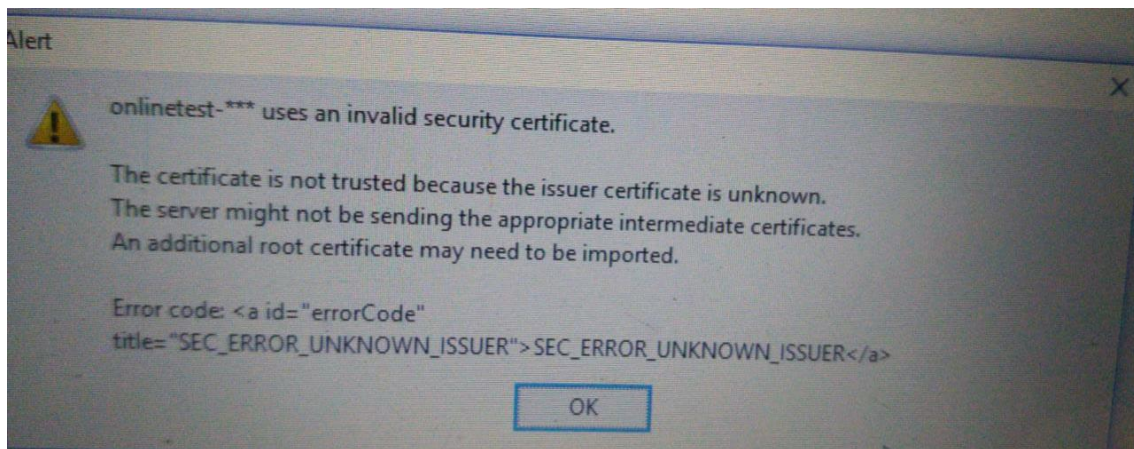 Alert
onlinetest-*** uses an invalid security certificate.
The certificate is not trusted because the issuer certificate is unknown.
The server might not be sending the appropriate intermediate certificates.
An additional root certificate may need to be imported.
Error code: <a id="errorCode"
title="SEC_ERROR_UNKNOWN_ISSUER">SEC_ERROR_UNKNOWN_ISSUER</a>
OK